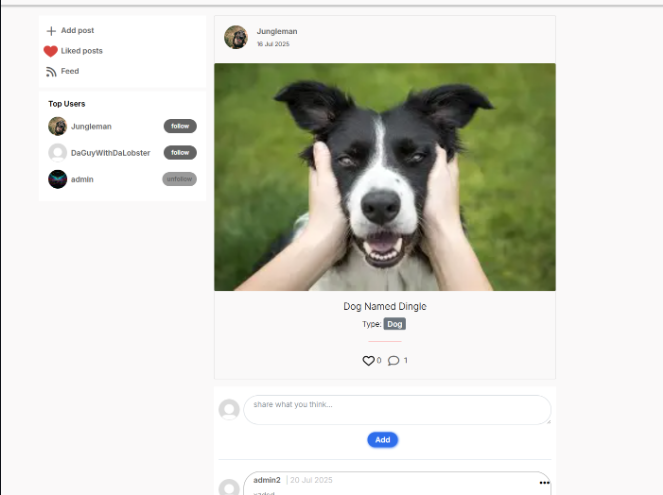 Add post
Liked posts
Feed
Top Users
Jungleman follow
DaGuyWithDaLobster follow
admin unfollow
Jungleman
16 Jul 2025
Dog Named Dingle
Type: Dog
0 1
share what you think...
Add
admin2 | 20 Jul 2025